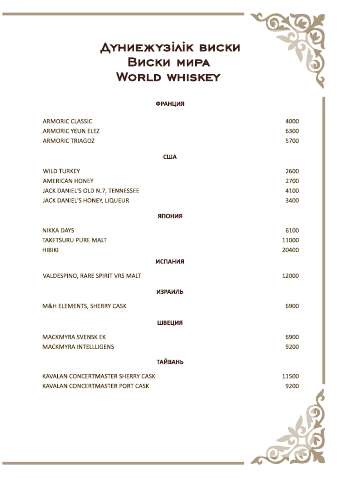 Дүниежүзілік виски
Виски мира
World whiskey
ФРАНЦИЯ
ARMORIC CLASSIC 4000
ARMORIC YEUN ELEZ 6300
ARMORIC TRIAGOZ 5700
США
WILD TURKEY 2600
AMERICAN HONEY 2700
JACK DANIEL'S OLD N.7, TENNESSEE 4100
JACK DANIEL'S HONEY, LIQUEUR 3400
ЯПОНИЯ
NIKKA DAYS 6100
TAKETSURU PURE MALT 11000
HIBIKI 20400
ИСПАНИЯ
VALDESPINO, RARE SPIRIT VRS MALT 12000
ИЗРАИЛЬ
M&H ELEMENTS, SHERRY CASK 6900
ШВЕЦИЯ
MACKMYRA SVENSK EK 6900
MACKMYRA INTELLLIGENS 9200
ТАЙВАНЬ
KAVALAN CONCERTMASTER SHERRY CASK 11500
KAVALAN CONCERTMASTER PORT CASK 9200